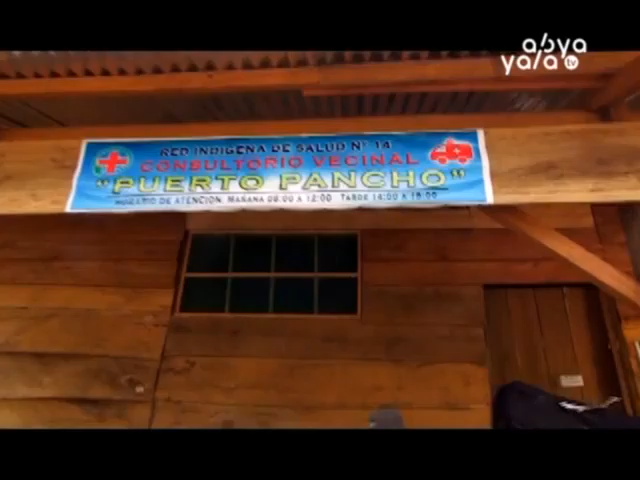 abya
yala tv
RED INDIGENA DE SALUD Nº 14
CONSULTORIO VECINAL
"PUERTO PANCHO"
HORARIO DE ATENCION: MAÑANA 08:00 A 12:00 TARDE 14:00 A 18:00